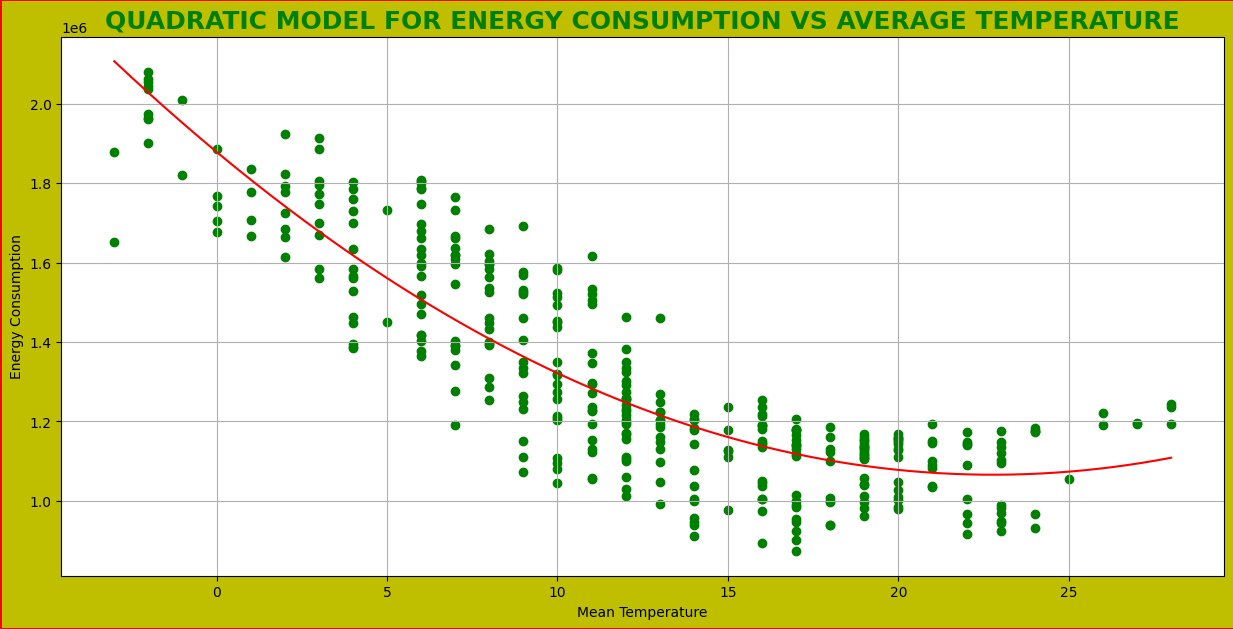 QUADRATIC MODEL FOR ENERGY CONSUMPTION VS AVERAGE TEMPERATURE
1e6
2.0
1.8
1.6
1.4
1.2
1.0
Energy Consumption
0 5 10 15 20 25
Mean Temperature